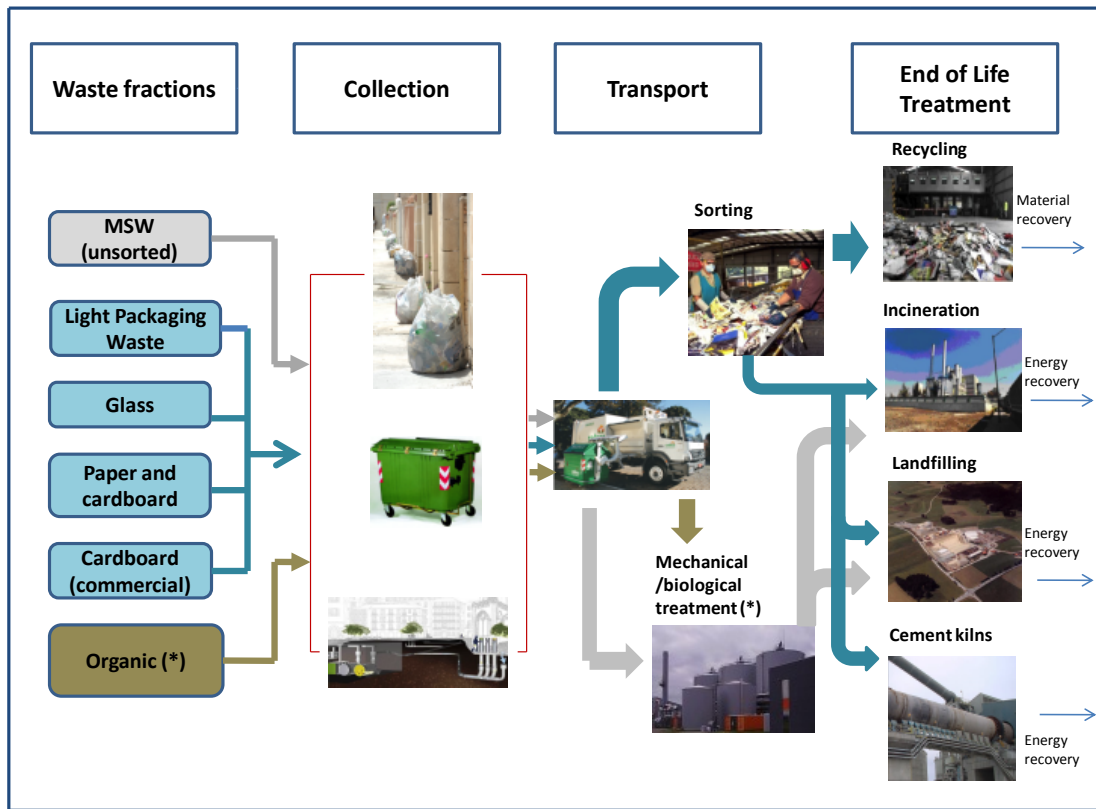 Waste fractions
Collection
Transport
End of Life
Treatment
MSW
(unsorted)
Light Packaging
Waste
Glass
Paper and
cardboard
Cardboard
(commercial)
Organic (*)
Sorting
Mechanical
/biological
treatment (*)
Recycling
Material
recovery
Incineration
Energy
recovery
Landfilling
Energy
recovery
Cement kilns
Energy
recovery